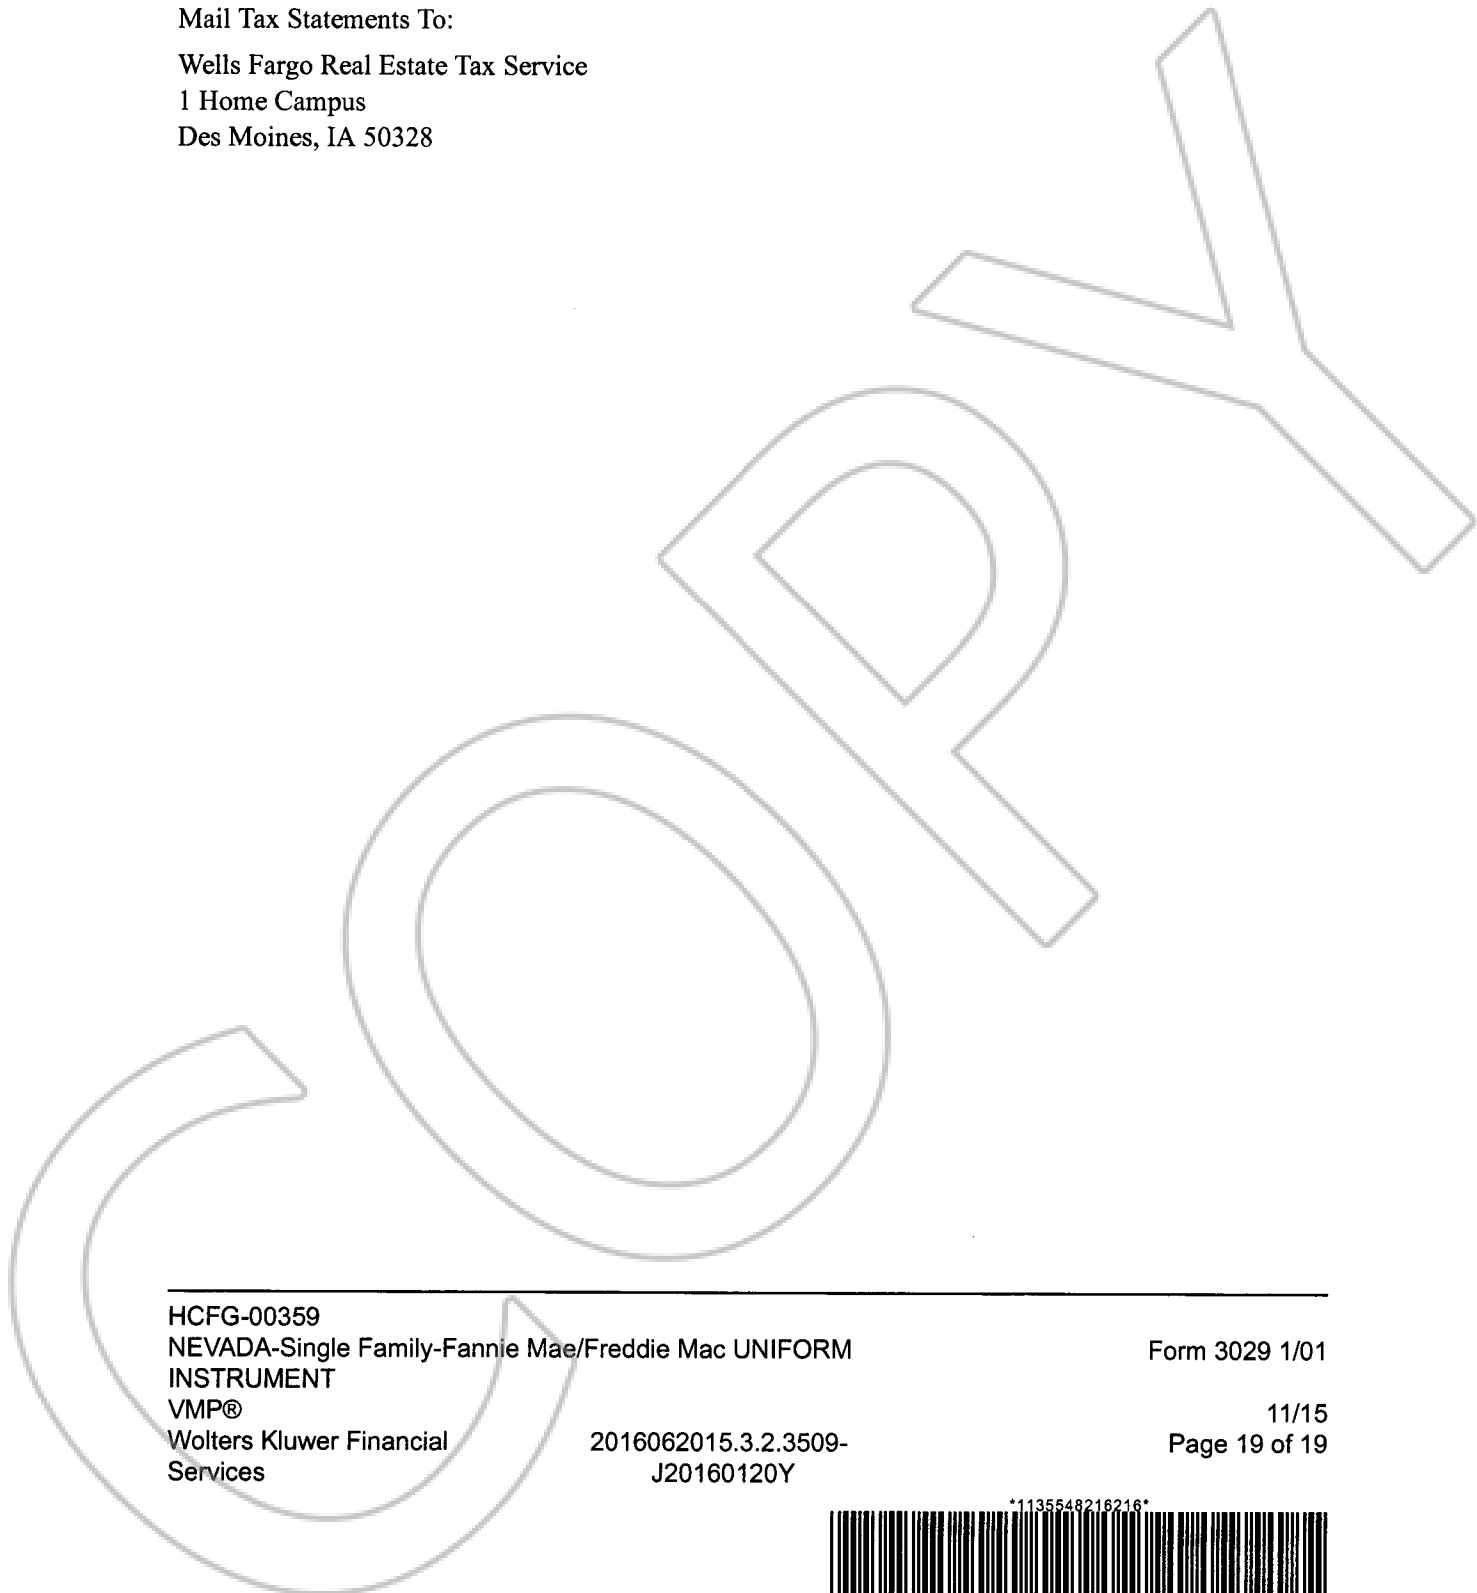 Mail Tax Statements To:
Wells Fargo Real Estate Tax Service
1 Home Campus
Des Moines, IA 50328
COPY
HCFG-00359
NEVADA-Single Family-Fannie Mae/Freddie Mac UNIFORM
INSTRUMENT
Form 3029 1/01
VMP®
11/15
Wolters Kluwer Financial
Services
2016062015.3.2.3509-
J20160120Y
Page 19 of 19
*1135548216216*